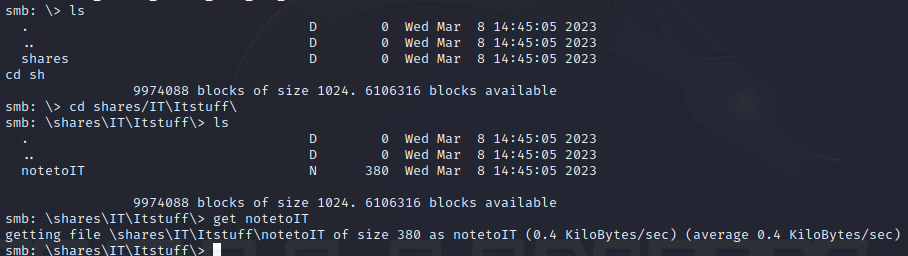 smb: \> ls
  .                                   D        0  Wed Mar  8 14:45:05 2023
  ..                                  D        0  Wed Mar  8 14:45:05 2023
  shares                              D        0  Wed Mar  8 14:45:05 2023
cd sh
                9974088 blocks of size 1024. 6106316 blocks available
smb: \> cd shares/IT\Itstuff\
smb: \shares\IT\Itstuff\> ls
  .                                   D        0  Wed Mar  8 14:45:05 2023
  ..                                  D        0  Wed Mar  8 14:45:05 2023
  notetoIT                            N      380  Wed Mar  8 14:45:05 2023
                9974088 blocks of size 1024. 6106316 blocks available
smb: \shares\IT\Itstuff\> get notetoIT
getting file \shares\IT\Itstuff\notetoIT of size 380 as notetoIT (0.4 KiloBytes/sec) (average 0.4 KiloBytes/sec)
smb: \shares\IT\Itstuff\>